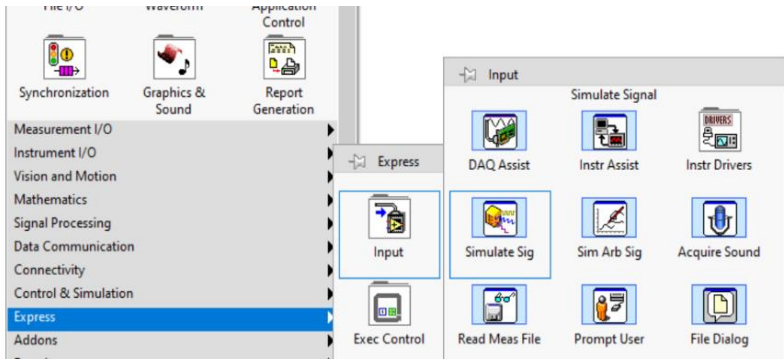 File I/O Waveform Application
Control
Synchronization Graphics & Report
Sound Generation
Measurement I/O
Instrument I/O
Vision and Motion
Mathematics
Signal Processing
Data Communication
Connectivity
Control & Simulation
Express
Addons
Express
Input
Exec Control
Input
Simulate Signal
DAQ Assist Instr Assist Instr Drivers
DRIVERS
Simulate Sig Sim Arb Sig Acquire Sound
Read Meas File Prompt User File Dialog